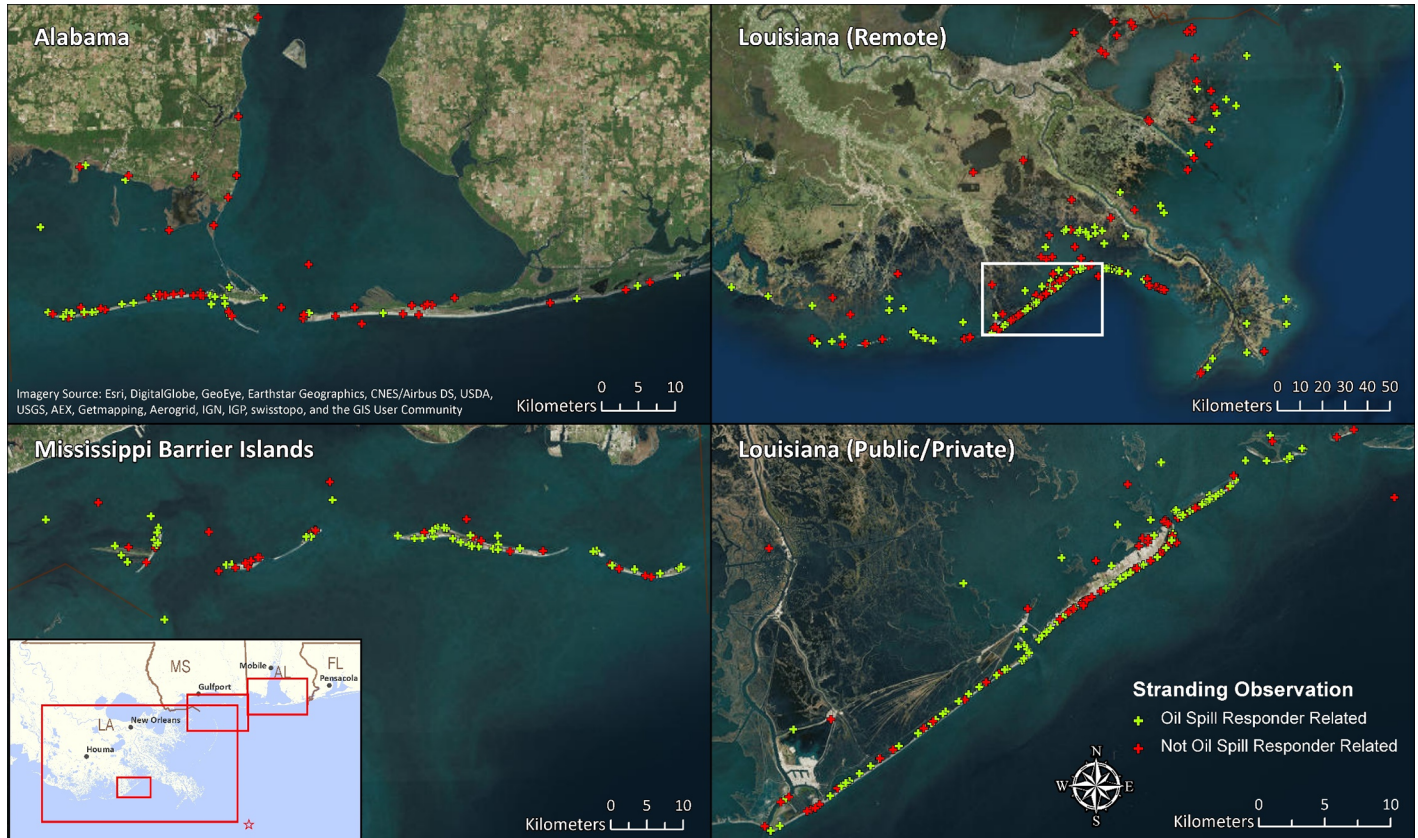 Alabama
Imagery Source: Esri, DigitalGlobe, GeoEye, Earthstar Geographics, CNES/Airbus DS, USDA,
USGS, AEX, Getmapping, Aerogrid, IGN, IGP, swisstopo, and the GIS User Community
0 5 10
Kilometers
Louisiana (Remote)
0 10 20 30 40 50
Kilometers
Mississippi Barrier Islands
MS
Mobile
AL
FL
Pensacola
Gulfport
LA
New Orleans
Houma
0 5 10
Kilometers
Louisiana (Public/Private)
Stranding Observation
Oil Spill Responder Related
Not Oil Spill Responder Related
N
W E
S
0 5 10
Kilometers